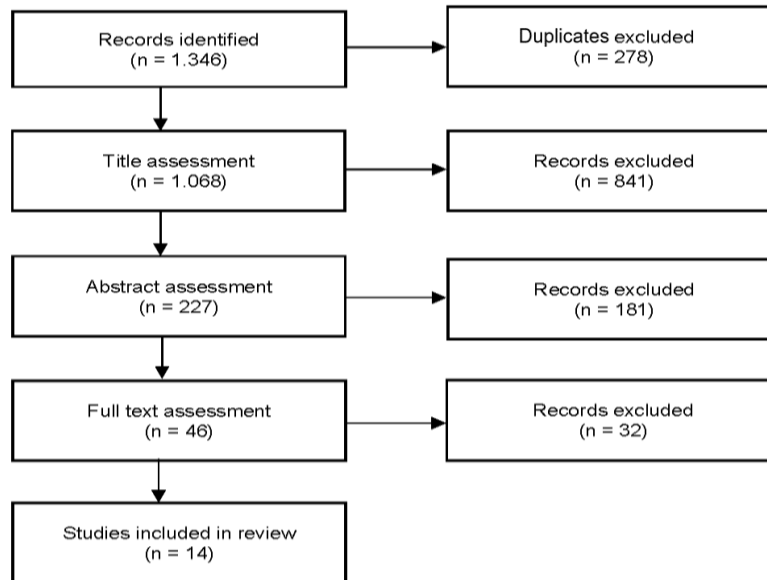 Records identified
(n = 1.346)
Duplicates excluded
(n = 278)
Title assessment
(n = 1.068)
Records excluded
(n = 841)
Abstract assessment
(n = 227)
Records excluded
(n = 181)
Full text assessment
(n = 46)
Records excluded
(n = 32)
Studies included in review
(n = 14)